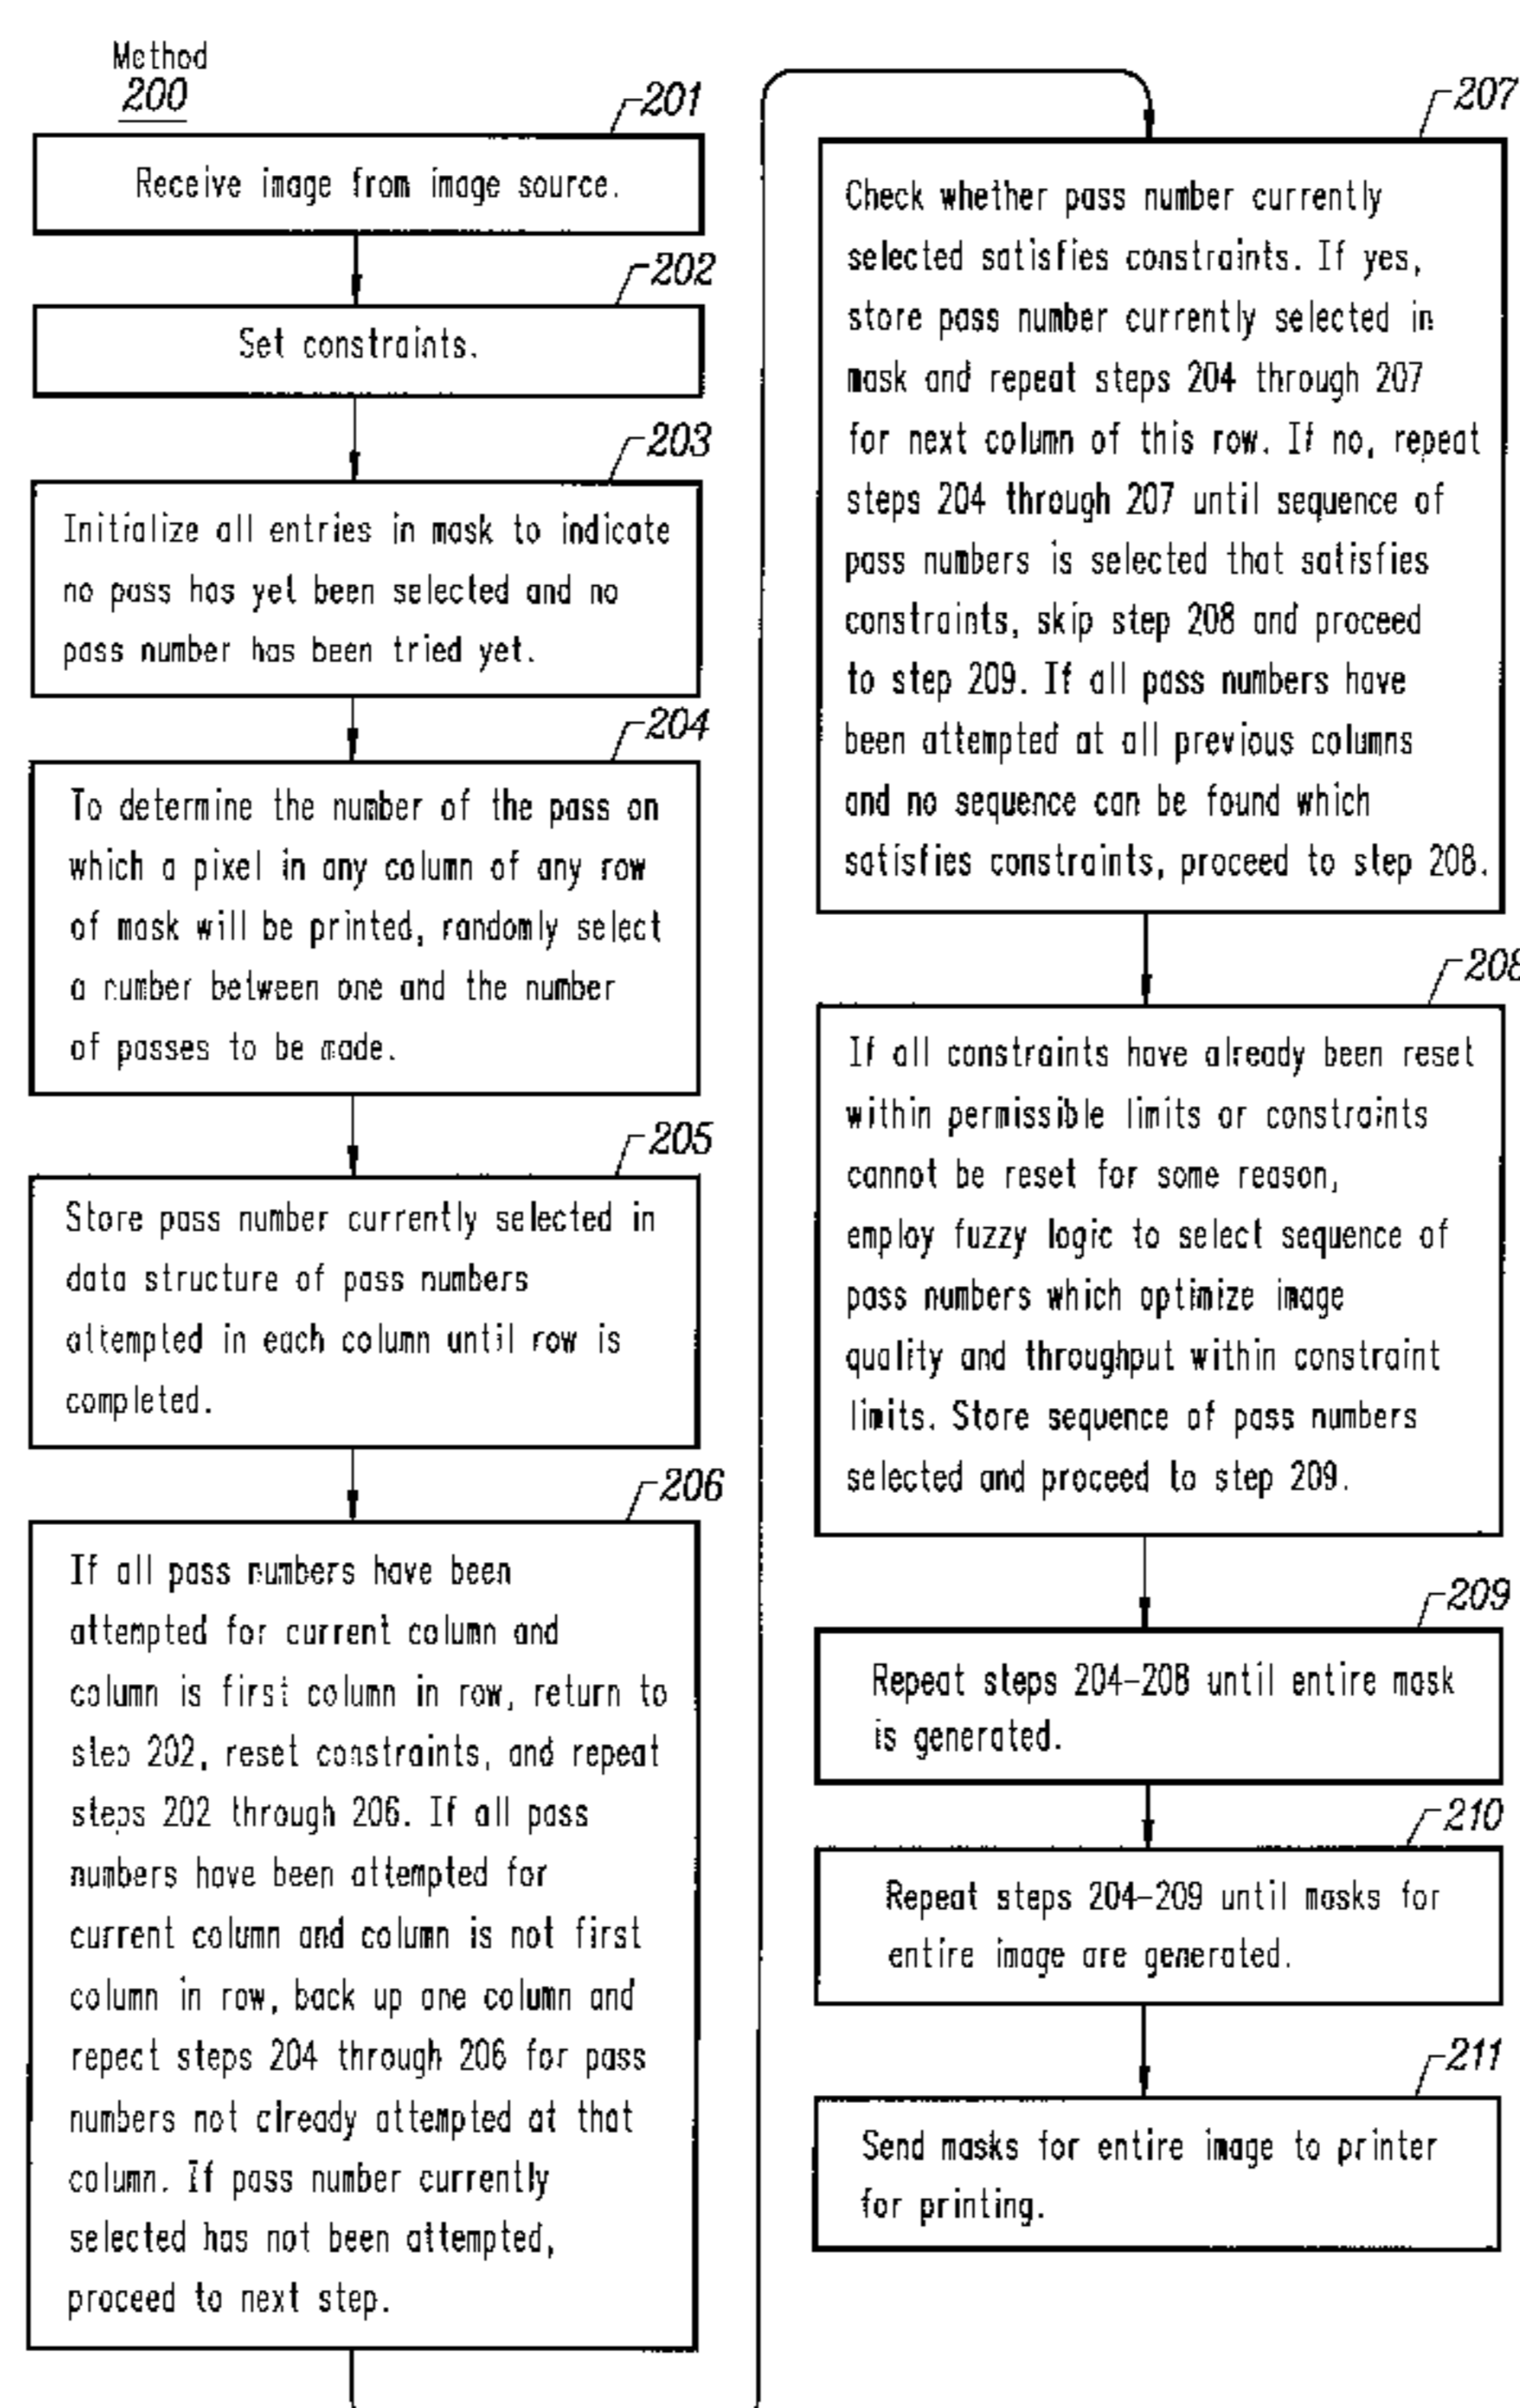 Method
200
201
Receive image from image source.
202
Set constraints.
203
Initialize all entries in mask to indicate
no pass has yet been selected and no
pass number has been tried yet.
204
To determine the number of the pass on
which a pixel in any column of any row
of mask will be printed, randomly select
a number between one and the number
of passes to be made.
205
Store pass number currently selected in
data structure of pass numbers
attempted in each column until row is
completed.
206
If all pass numbers have been
attempted for current column and
column is first column in row, return to
step 202, reset constraints, and repeat
steps 202 through 206. If all pass
numbers have been attempted for
current column and column is not first
column in row, back up one column and
repeat steps 204 through 206 for pass
numbers not already attempted at that
column. If pass number currently
selected has not been attempted,
proceed to next step.
207
Check whether pass number currently
selected satisfies constraints. If yes,
store pass number currently selected in
mask and repeat steps 204 through 207
for next column of this row. If no, repeat
steps 204 through 207 until sequence of
pass numbers is selected that satisfies
constraints, skip step 208 and proceed
to step 209. If all pass numbers have
been attempted at all previous columns
and no sequence can be found which
satisfies constraints, proceed to step 208.
208
If all constraints have already been reset
within permissible limits or constraints
cannot be reset for some reason,
employ fuzzy logic to select sequence of
pass numbers which optimize image
quality and throughput within constraint
limits. Store sequence of pass numbers
selected and proceed to step 209.
209
Repeat steps 204-208 until entire mask
is generated.
210
Repeat steps 204-209 until masks for
entire image are generated.
211
Send masks for entire image to printer
for printing.